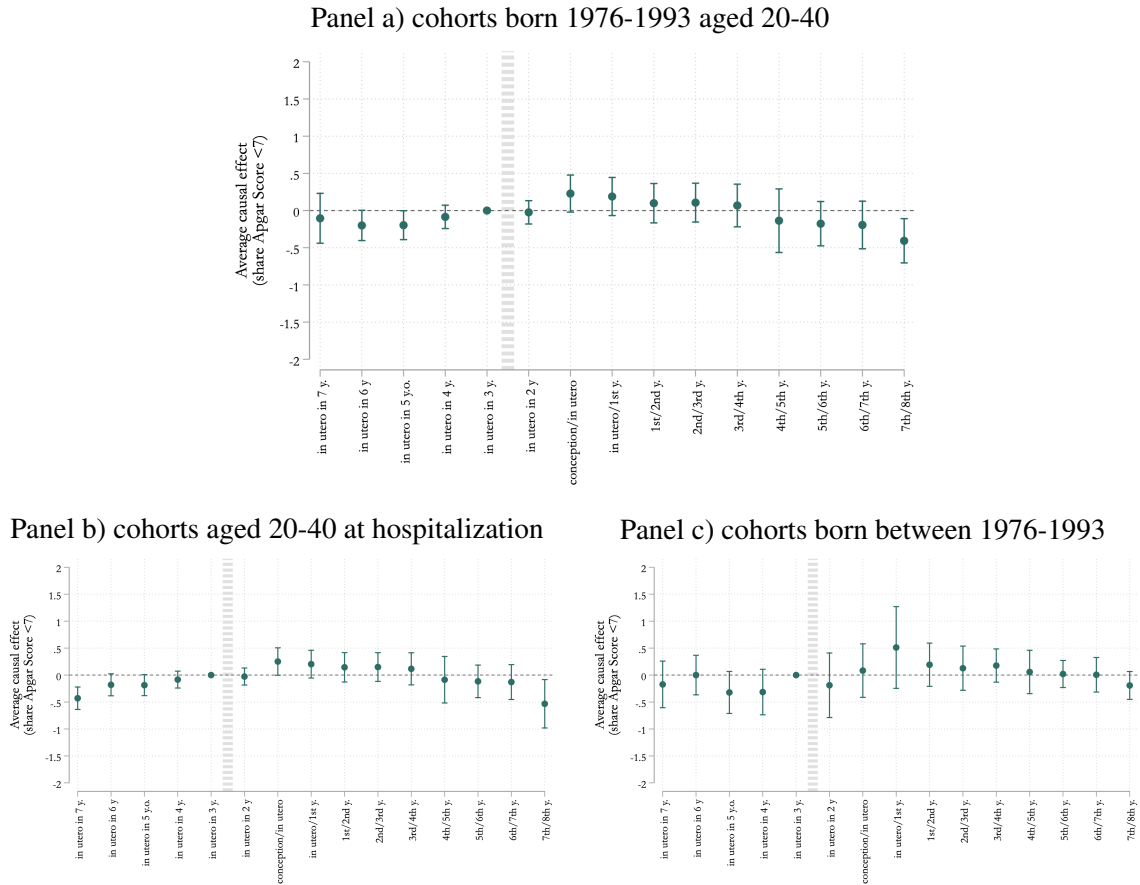 Panel a) cohorts born 1976-1993 aged 20-40
Average causal effect
(share Apgar Score <7)
2
1.5
1
.5
0
-.5
-1
-1.5
-2
in utero in 7 y.
in utero in 6 y
in utero in 5 y.o.
in utero in 4 y.
in utero in 3 y.
in utero in 2 y
conception/in utero
in utero/1st y.
1st/2nd y.
2nd/3rd y.
3rd/4th y.
4th/5th y.
5th/6th y.
6th/7th y.
7th/8th y.
Panel b) cohorts aged 20-40 at hospitalization
Average causal effect
(share Apgar Score <7)
2
1.5
1
.5
0
-.5
-1
-1.5
-2
in utero in 7 y.
in utero in 6 y
in utero in 5 y.o.
in utero in 4 y.
in utero in 3 y.
in utero in 2 y
conception/in utero
in utero/1st y.
1st/2nd y.
2nd/3rd y.
3rd/4th y.
4th/5th y.
5th/6th y.
6th/7th y.
7th/8th y.
Panel c) cohorts born between 1976-1993
Average causal effect
(share Apgar Score <7)
2
1.5
1
.5
0
-.5
-1
-1.5
-2
in utero in 7 y.
in utero in 6 y
in utero in 5 y.o.
in utero in 4 y.
in utero in 3 y.
in utero in 2 y
conception/in utero
in utero/1st y.
1st/2nd y.
2nd/3rd y.
3rd/4th y.
4th/5th y.
5th/6th y.
6th/7th y.
7th/8th y.